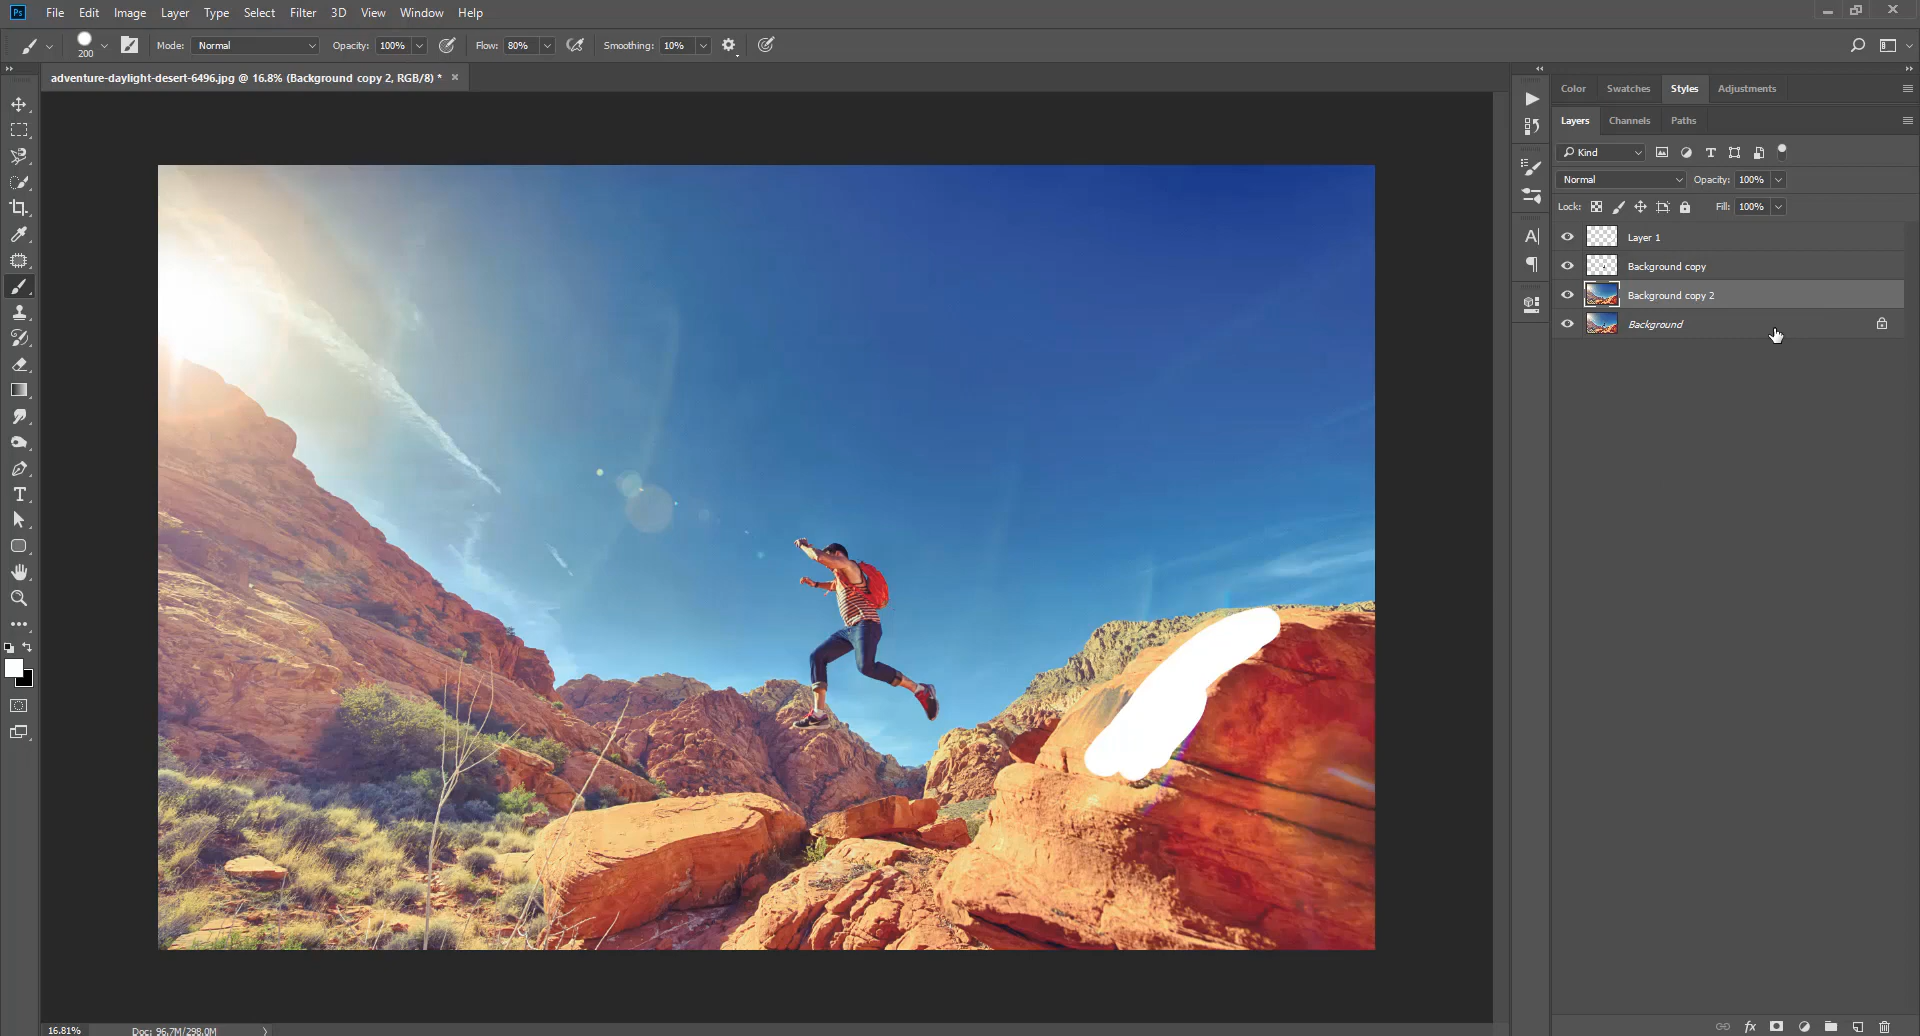 Ps File Edit Image Layer Type Select Filter 3D View Window Help
200 Mode: Normal Opacity: 100% Flow: 80% Smoothing: 10%
adventure-daylight-desert-6496.jpg @ 16.8% (Background copy 2, RGB/8) *
Color Swatches Styles Adjustments
Layers Channels Paths
Kind
Normal Opacity: 100%
Lock: Fill: 100%
Layer 1
Background copy
Background copy 2
Background
16.81% Doc: 96.7M/298.0M